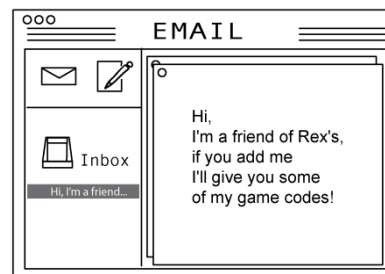 EMAIL
Inbox
Hi, I'm a friend...
Hi,
I'm a friend of Rex's,
if you add me
I'll give you some
of my game codes!